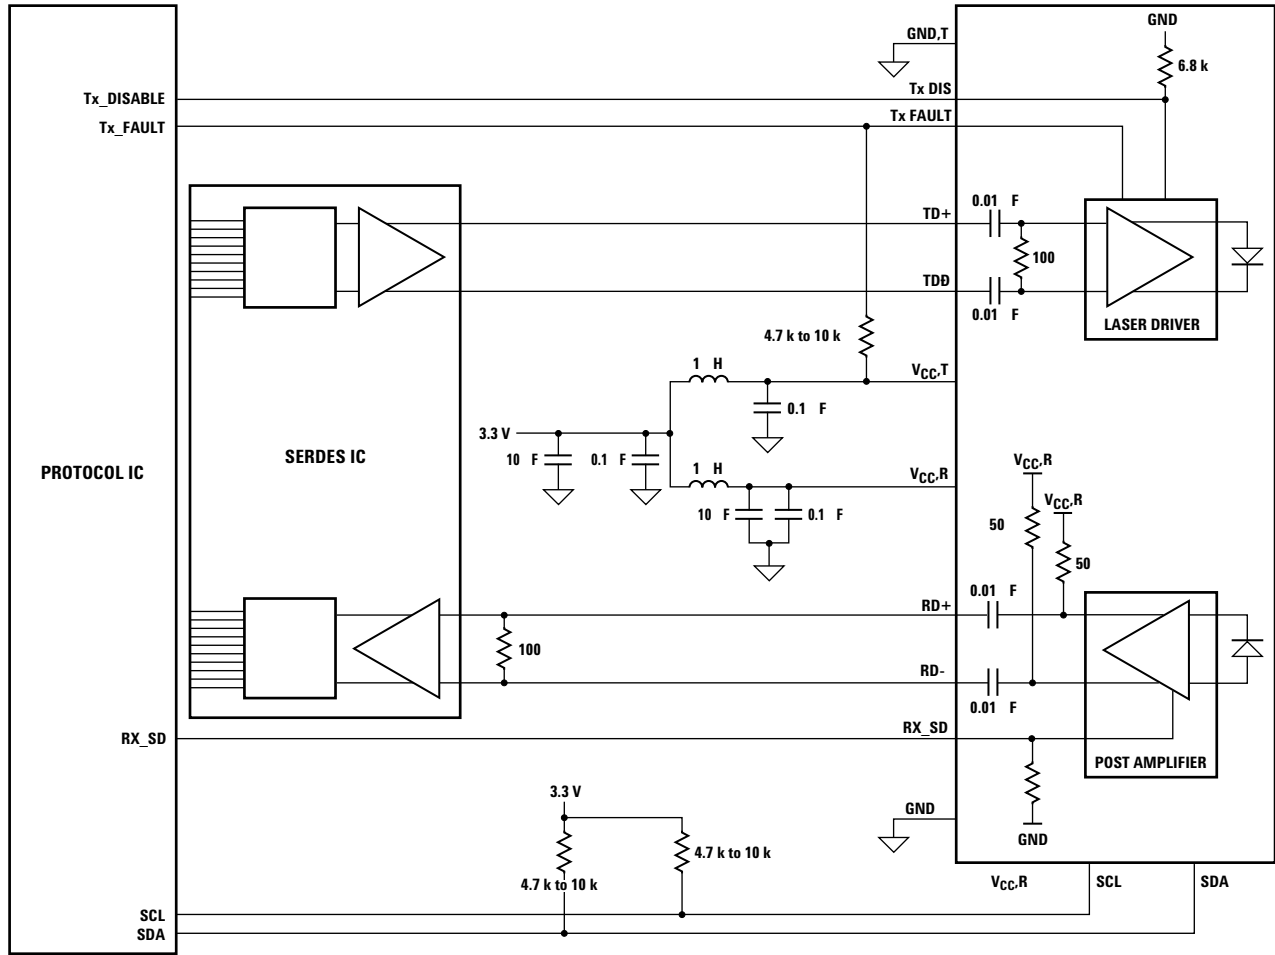 GND
GND,T
6.8 k
Tx_DISABLE
Tx DIS
Tx_FAULT
Tx FAULT
0.01 F
TD+
100
TDÐ
0.01 F
LASER DRIVER
4.7 k to 10 k
1 H
VCC,T
0.1 F
3.3 V
SERDES IC
10 F
0.1 F
PROTOCOL IC
1 H
VCC,R
VCC,R
VCC,R
10 F
0.1 F
50
50
0.01 F
RD+
100
RD-
0.01 F
RX_SD
RX_SD
POST AMPLIFIER
3.3 V
GND
GND
4.7 k to 10 k
4.7 k to 10 k
VCC,R
SCL
SDA
SCL
SDA